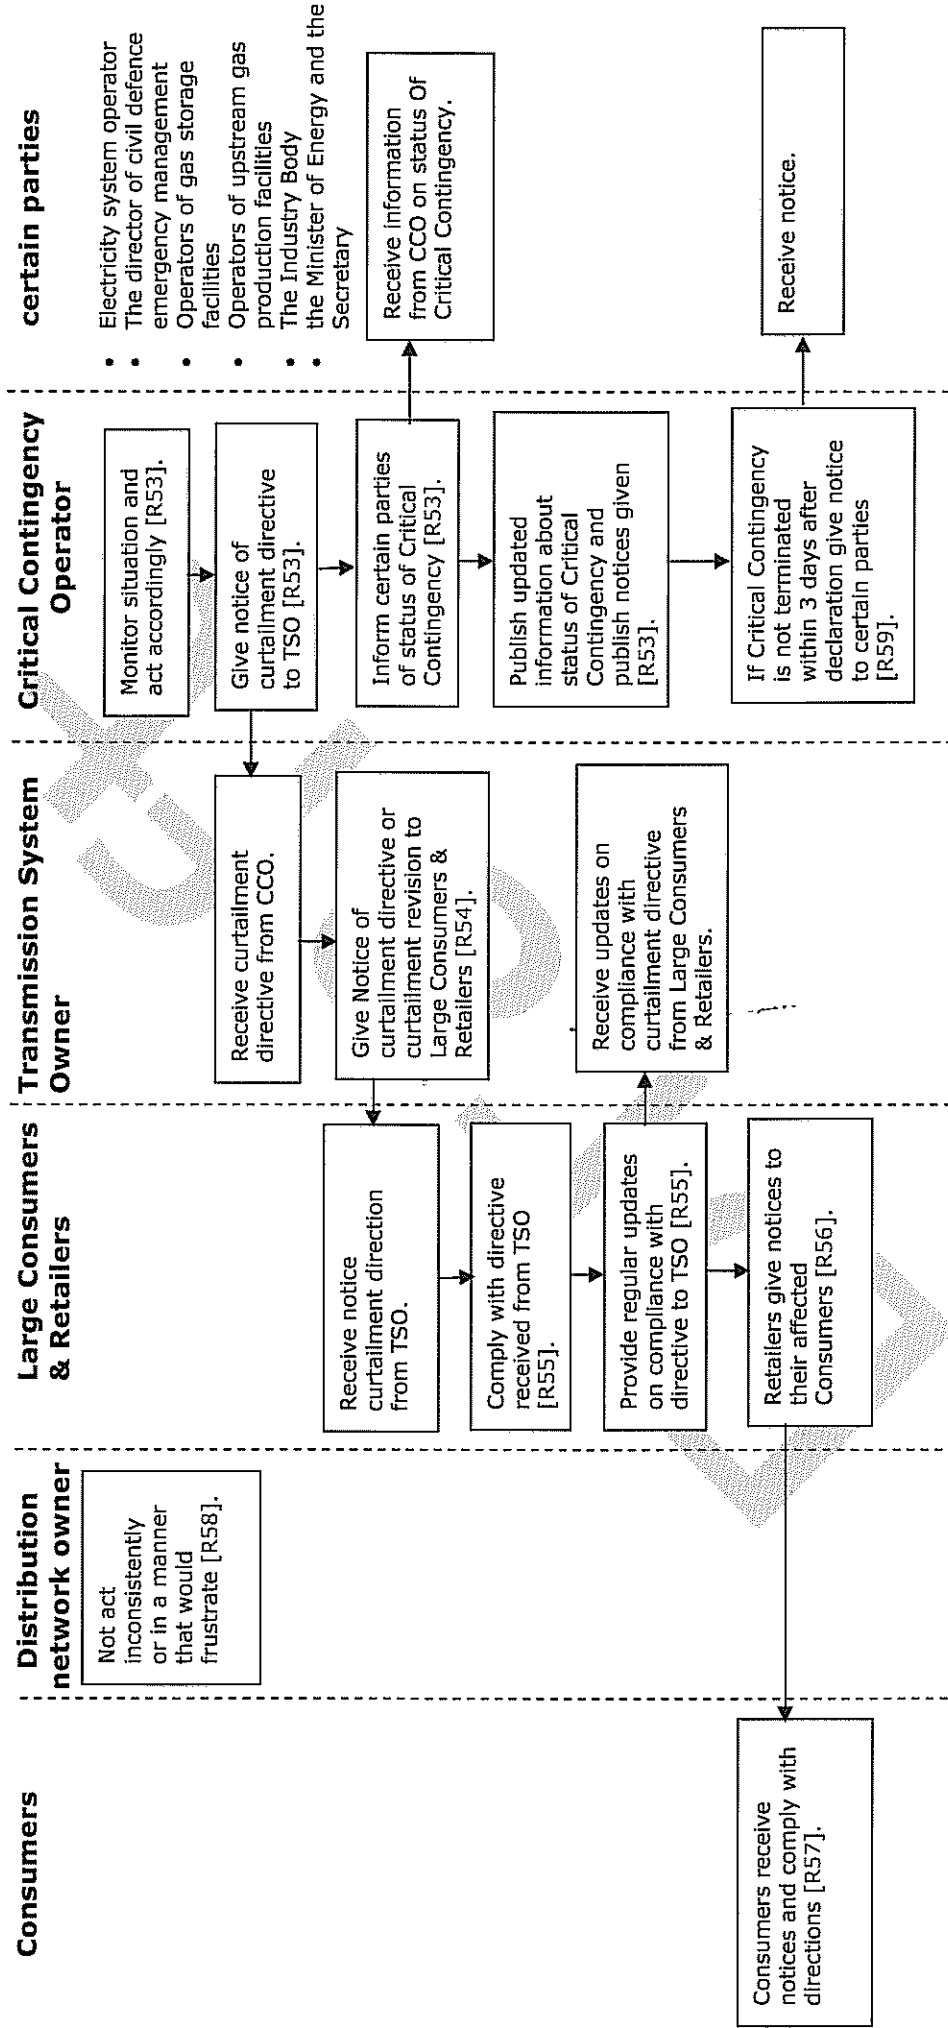 Consumers
Consumers receive
notices and comply with
directions [R57].
Distribution
network owner
Not act
inconsistently
or in a manner
that would
frustrate [R58].
Large Consumers
& Retailers
Receive notice
curtailment direction
from TSO.
Comply with directive
received from TSO
[R55].
Provide regular updates
on compliance with
directive to TSO [R55].
Retailers give notices to
their affected
Consumers [R56].
Transmission System
Owner
Receive curtailment
directive from CCO.
Give Notice of
curtailment directive or
curtailment revision to
Large Consumers &
Retailers [R54].
Receive updates on
compliance with
curtailment directive
from Large Consumers
& Retailers.
Critical Contingency
Operator
Monitor situation and
act accordingly [R53].
Give notice of
curtailment directive
to TSO [R53].
Inform certain parties
of status of Critical
Contingency [R53].
Publish updated
information about
status of Critical
Contingency and
publish notices given
[R53].
If Critical Contingency
is not terminated
within 3 days after
declaration give notice
to certain parties
[R59].
certain parties
• Electricity system operator
• The director of civil defence
emergency management
• Operators of gas storage
facilities
• Operators of upstream gas
production facilities
• The Industry Body
• the Minister of Energy and the
Secretary
Receive information
from CCO on status Of
Critical Contingency.
Receive notice.